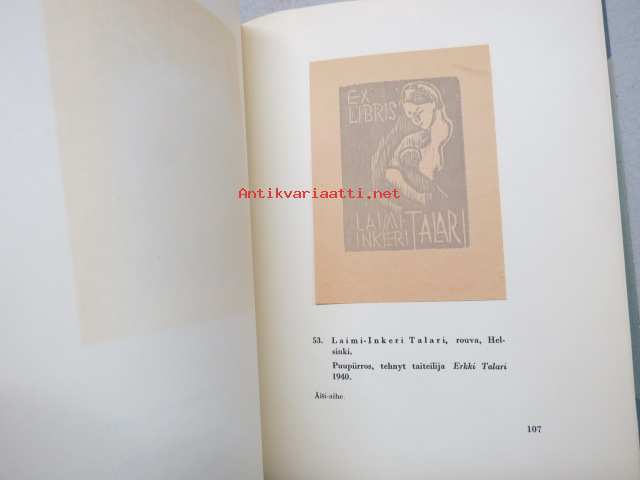 EX
LIBRIS
Antikvariaatti.net
LAIMI-
INKERI TALARI
53. Laimi-Inkeri Talari, rouva, Hel-
sinki.
Puupiirros, tehnyt taiteilija Erkki Talari
1940.
Äiti-aihe.
107